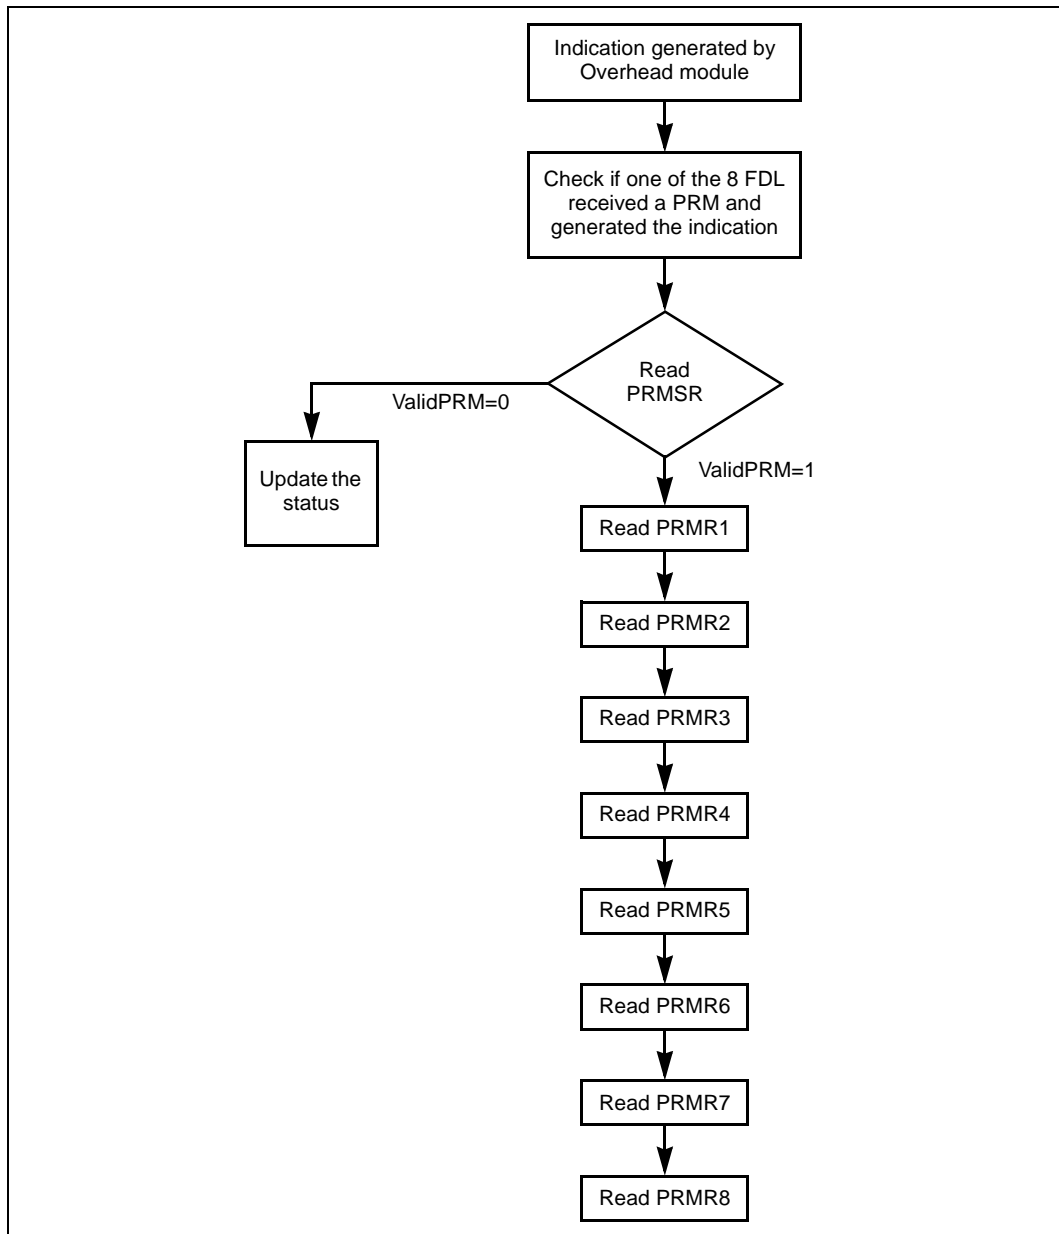 Indication generated by
Overhead module
Check if one of the 8 FDL
received a PRM and
generated the indication
Read
PRMSR
ValidPRM=0
Update the
status
ValidPRM=1
Read PRMR1
Read PRMR2
Read PRMR3
Read PRMR4
Read PRMR5
Read PRMR6
Read PRMR7
Read PRMR8